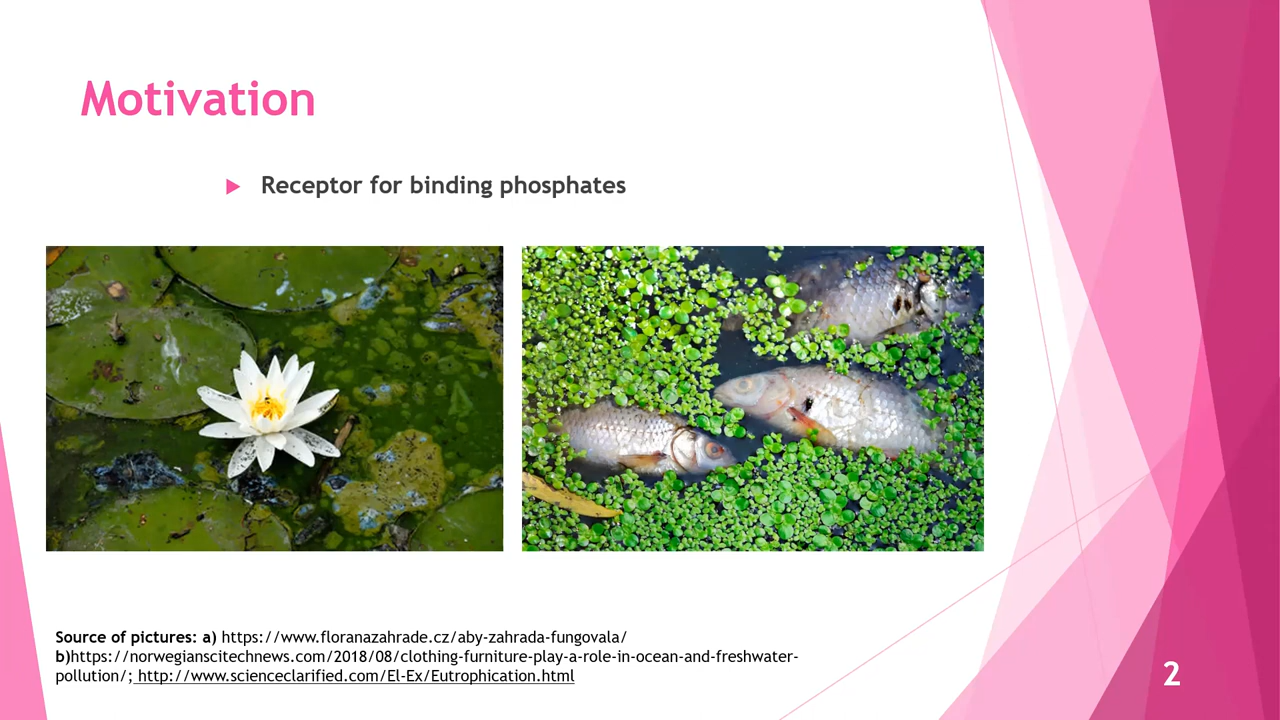 Motivation
Receptor for binding phosphates
Source of pictures: a) https://www.floranazahrade.cz/aby-zahrada-fungovala/
b)https://norwegianscitechnews.com/2018/08/clothing-furniture-play-a-role-in-ocean-and-freshwater-
pollution/; http://www.scienceclarified.com/El-Ex/Eutrophication.html
2